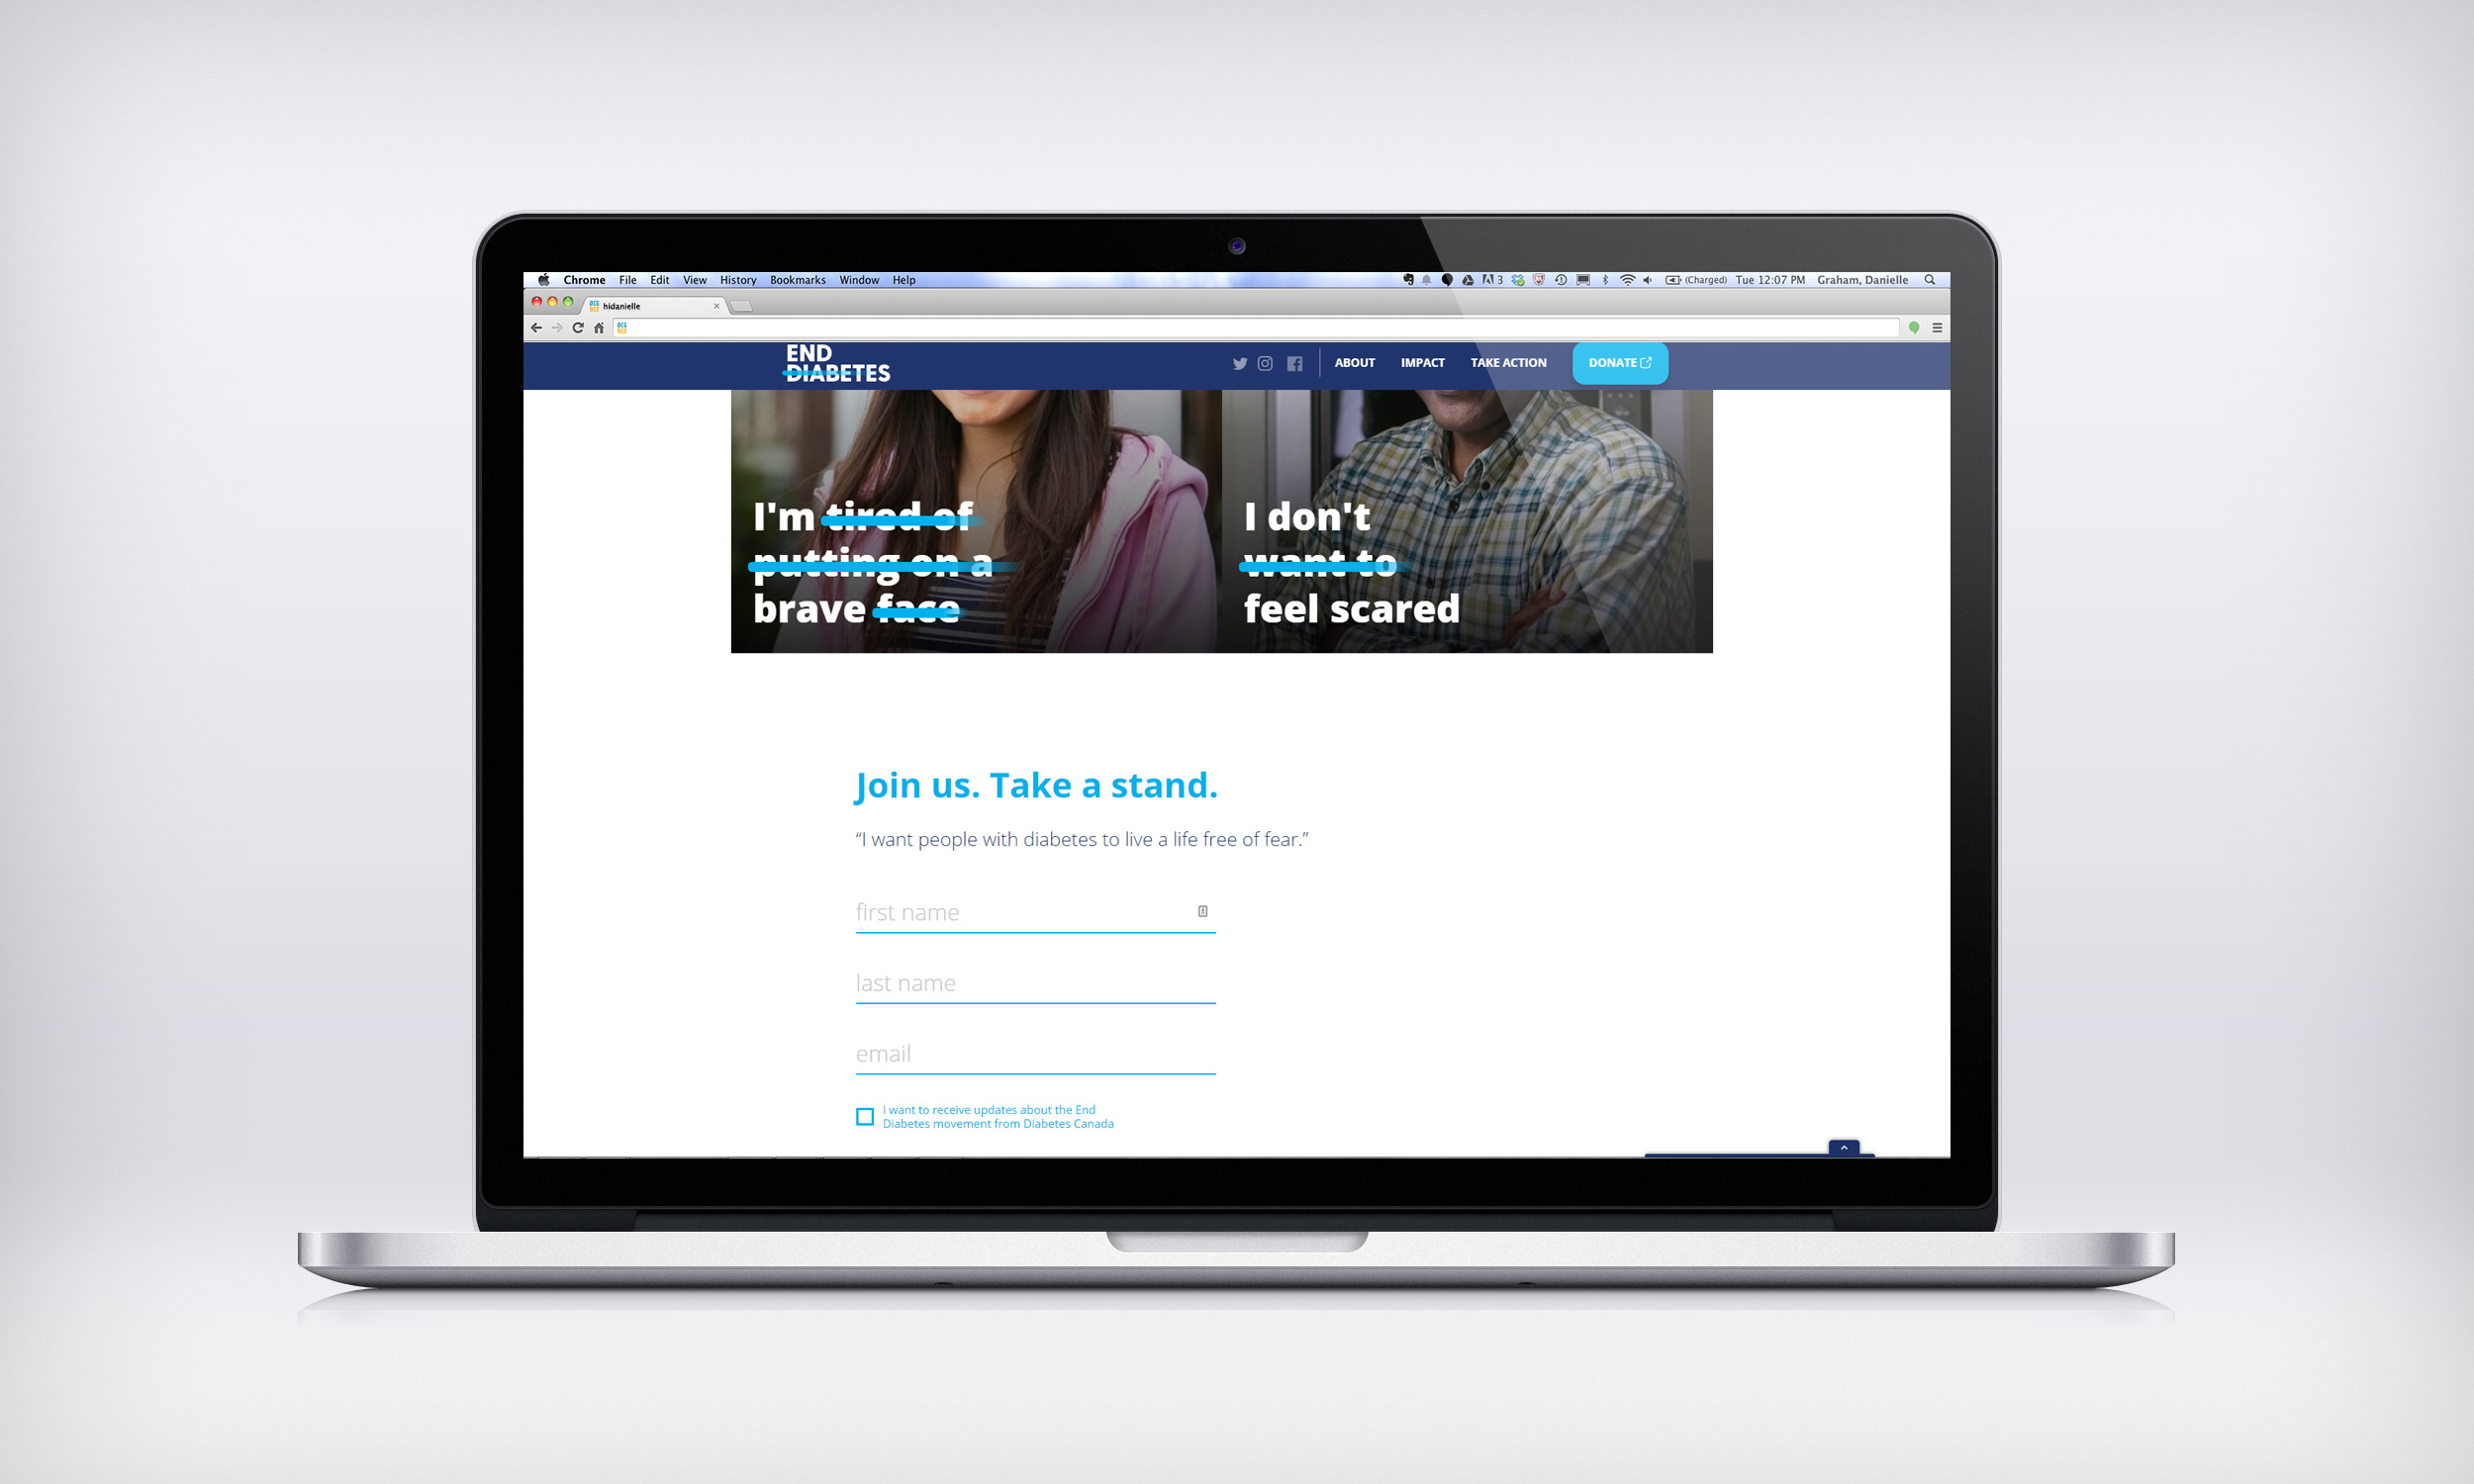 Chrome File Edit View History Bookmarks Window Help 3 (Charged) Tue 12:07 PM Graham, Danielle
hidanielle
END
DIABETES
ABOUT IMPACT TAKE ACTION DONATE
I'm tired of
putting on a
brave face
I don't
want to
feel scared
Join us. Take a stand.
“I want people with diabetes to live a life free of fear.”
first name
last name
email
I want to receive updates about the End
Diabetes movement from Diabetes Canada